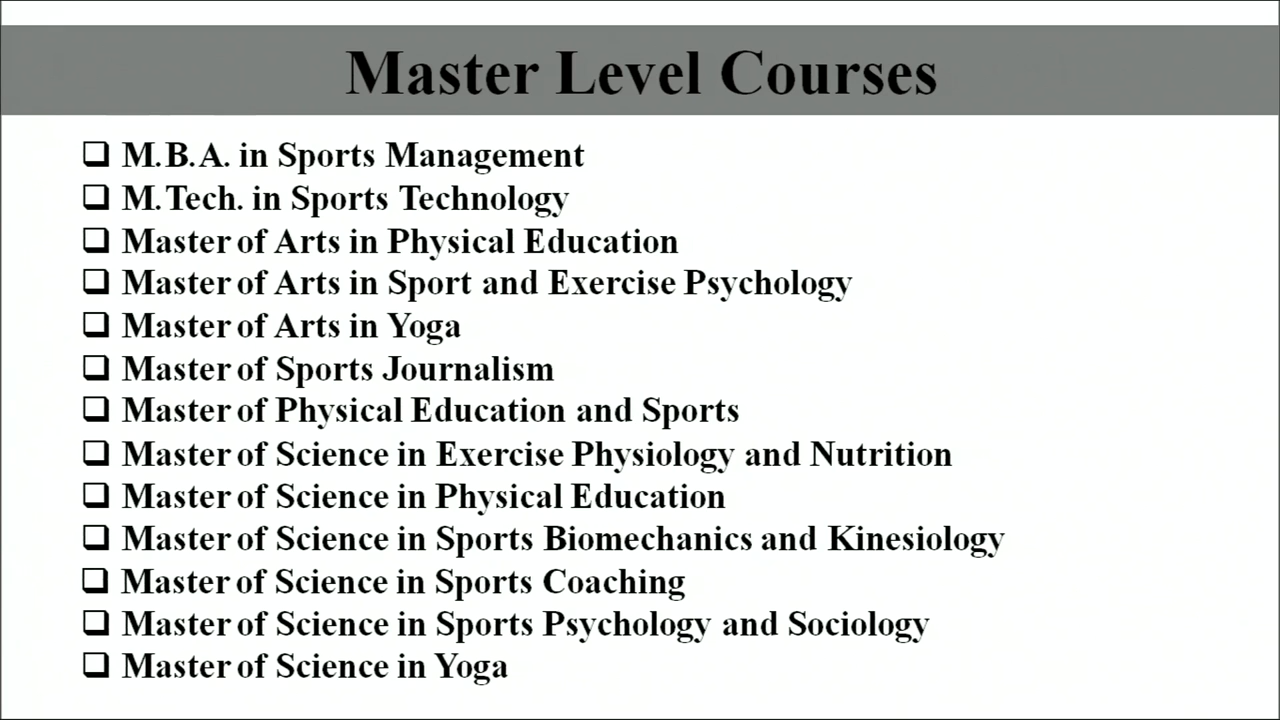 Master Level Courses
❑ M.B.A. in Sports Management
❑ M.Tech. in Sports Technology
❑ Master of Arts in Physical Education
❑ Master of Arts in Sport and Exercise Psychology
❑ Master of Arts in Yoga
❑ Master of Sports Journalism
❑ Master of Physical Education and Sports
❑ Master of Science in Exercise Physiology and Nutrition
❑ Master of Science in Physical Education
❑ Master of Science in Sports Biomechanics and Kinesiology
❑ Master of Science in Sports Coaching
❑ Master of Science in Sports Psychology and Sociology
❑ Master of Science in Yoga